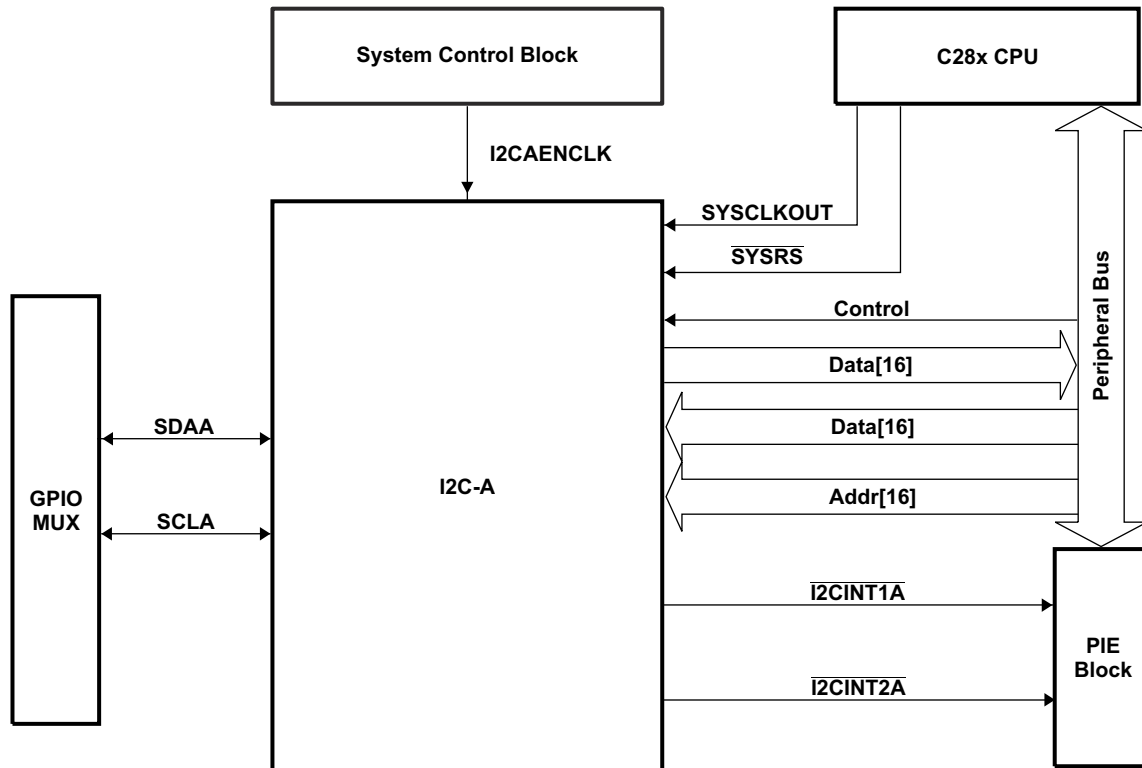 System Control Block
C28x CPU
I2CAENCLK
SYSCLKOUT
SYSRS
Control
Data[16]
Data[16]
Addr[16]
Peripheral Bus
SDAA
SCLA
GPIO
MUX
I2C-A
I2CINT1A
I2CINT2A
PIE
Block